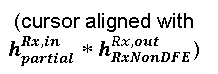 (cursor aligned with
h^{Rx,in}_{partial} * h^{Rx,out}_{RxNonDFE})